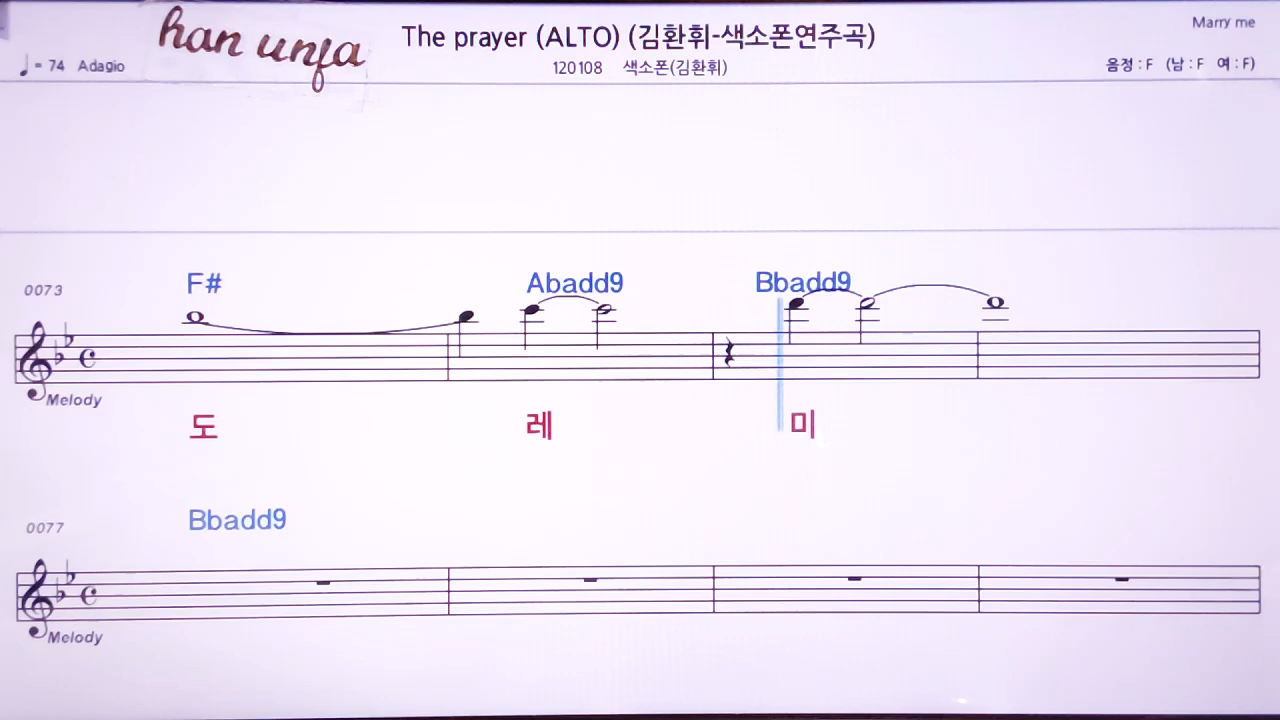 Marry me
han unfa
The prayer (ALTO) (김환휘-색소폰연주곡)
♩= 74 Adagio
120108 색소폰(김환휘)
음정 : F (남 : F 여 : F)
0073
F# Abadd9 Bbadd9
Melody
도 레 미
0077
Bbadd9
Melody